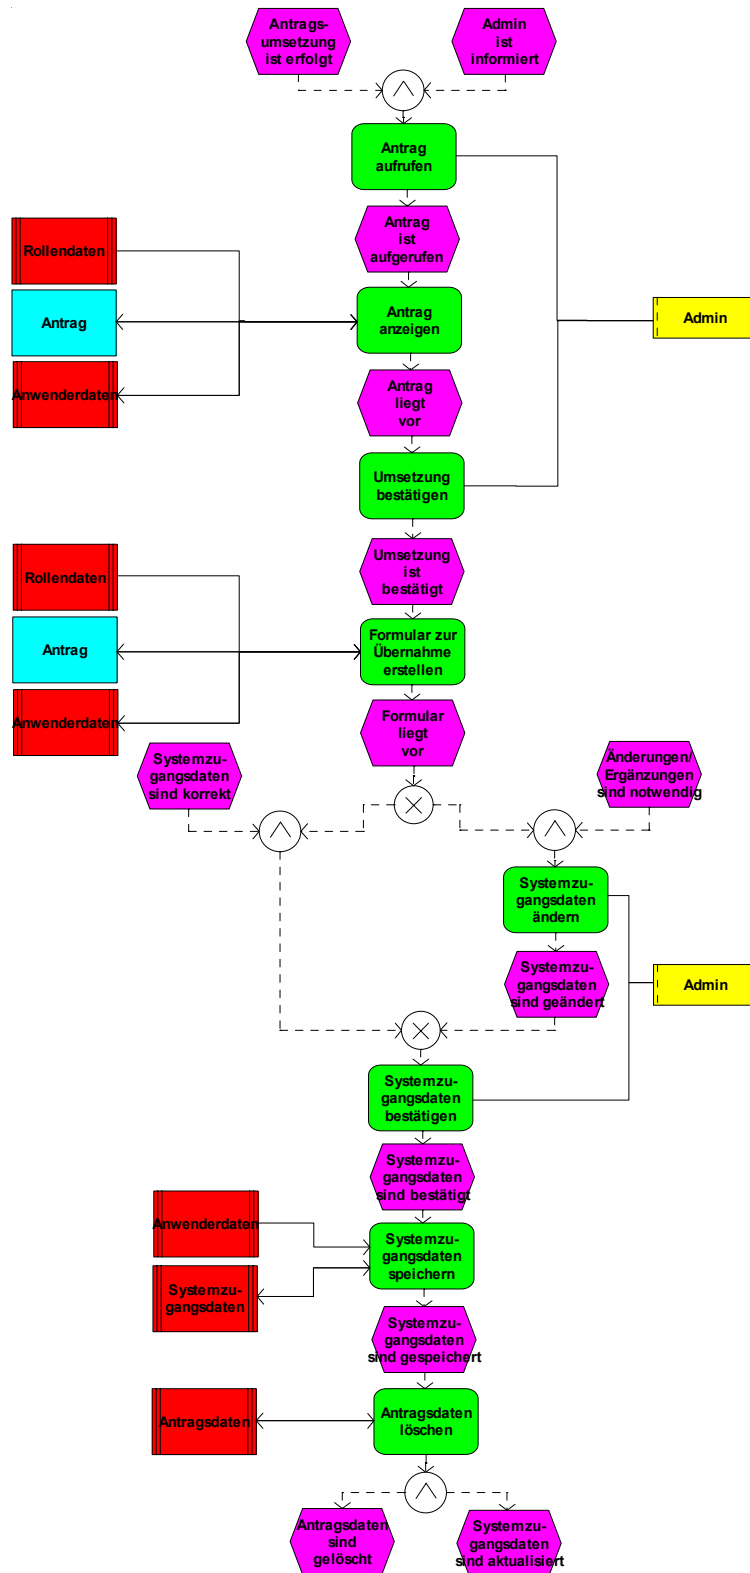 Antrags-
umsetzung
ist erfolgt
Admin
ist
informiert
Antrag
aufrufen
Antrag
ist
aufgerufen
Rollendaten
Antrag
Anwenderdaten
Antrag
anzeigen
Admin
Antrag
liegt
vor
Umsetzung
bestätigen
Umsetzung
ist
bestätigt
Rollendaten
Antrag
Anwenderdaten
Formular zur
Übernahme
erstellen
Formular
liegt
vor
Systemzu-
gangsdaten
sind korrekt
Änderungen/
Ergänzungen
sind notwendig
Systemzu-
gangsdaten
ändern
Systemzu-
gangsdaten
sind geändert
Admin
Systemzu-
gangsdaten
bestätigen
Systemzu-
gangsdaten
sind bestätigt
Anwenderdaten
Systemzu-
gangsdaten
Systemzu-
gangsdaten
speichern
Systemzu-
gangsdaten
sind gespeichert
Antragsdaten
Antragsdaten
löschen
Antragsdaten
sind
gelöscht
Systemzu-
gangsdaten
sind aktualisiert